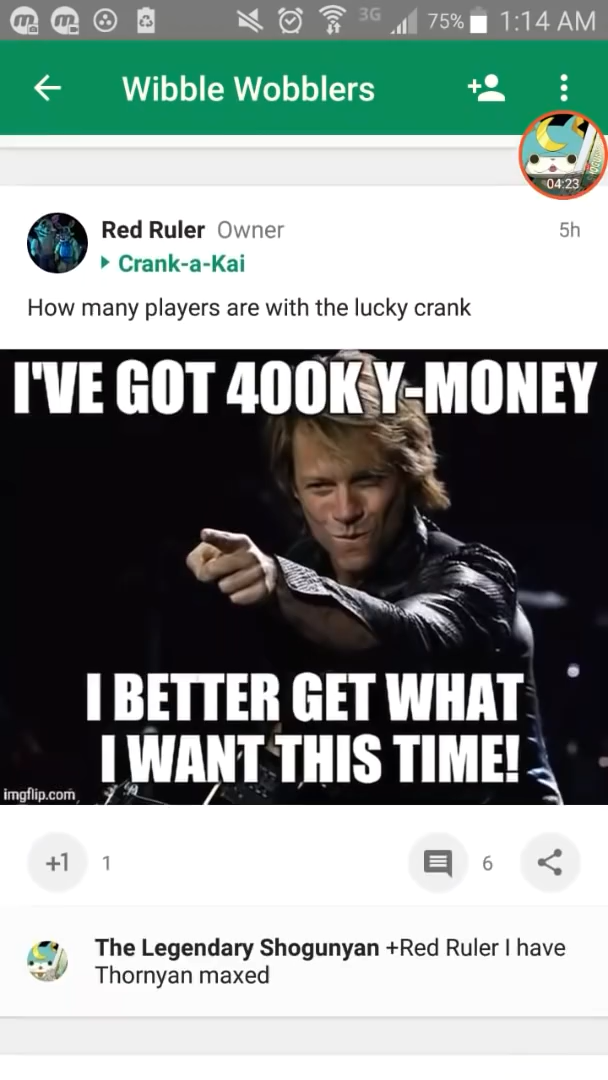 3G 75% 1:14 AM
Wibble Wobblers
04:23
Red Ruler Owner 5h
Crank-a-Kai
How many players are with the lucky crank
I'VE GOT 400K Y-MONEY
I BETTER GET WHAT
I WANT THIS TIME!
imgflip.com
+1 1 6
The Legendary Shogunyan +Red Ruler I have
Thornyan maxed